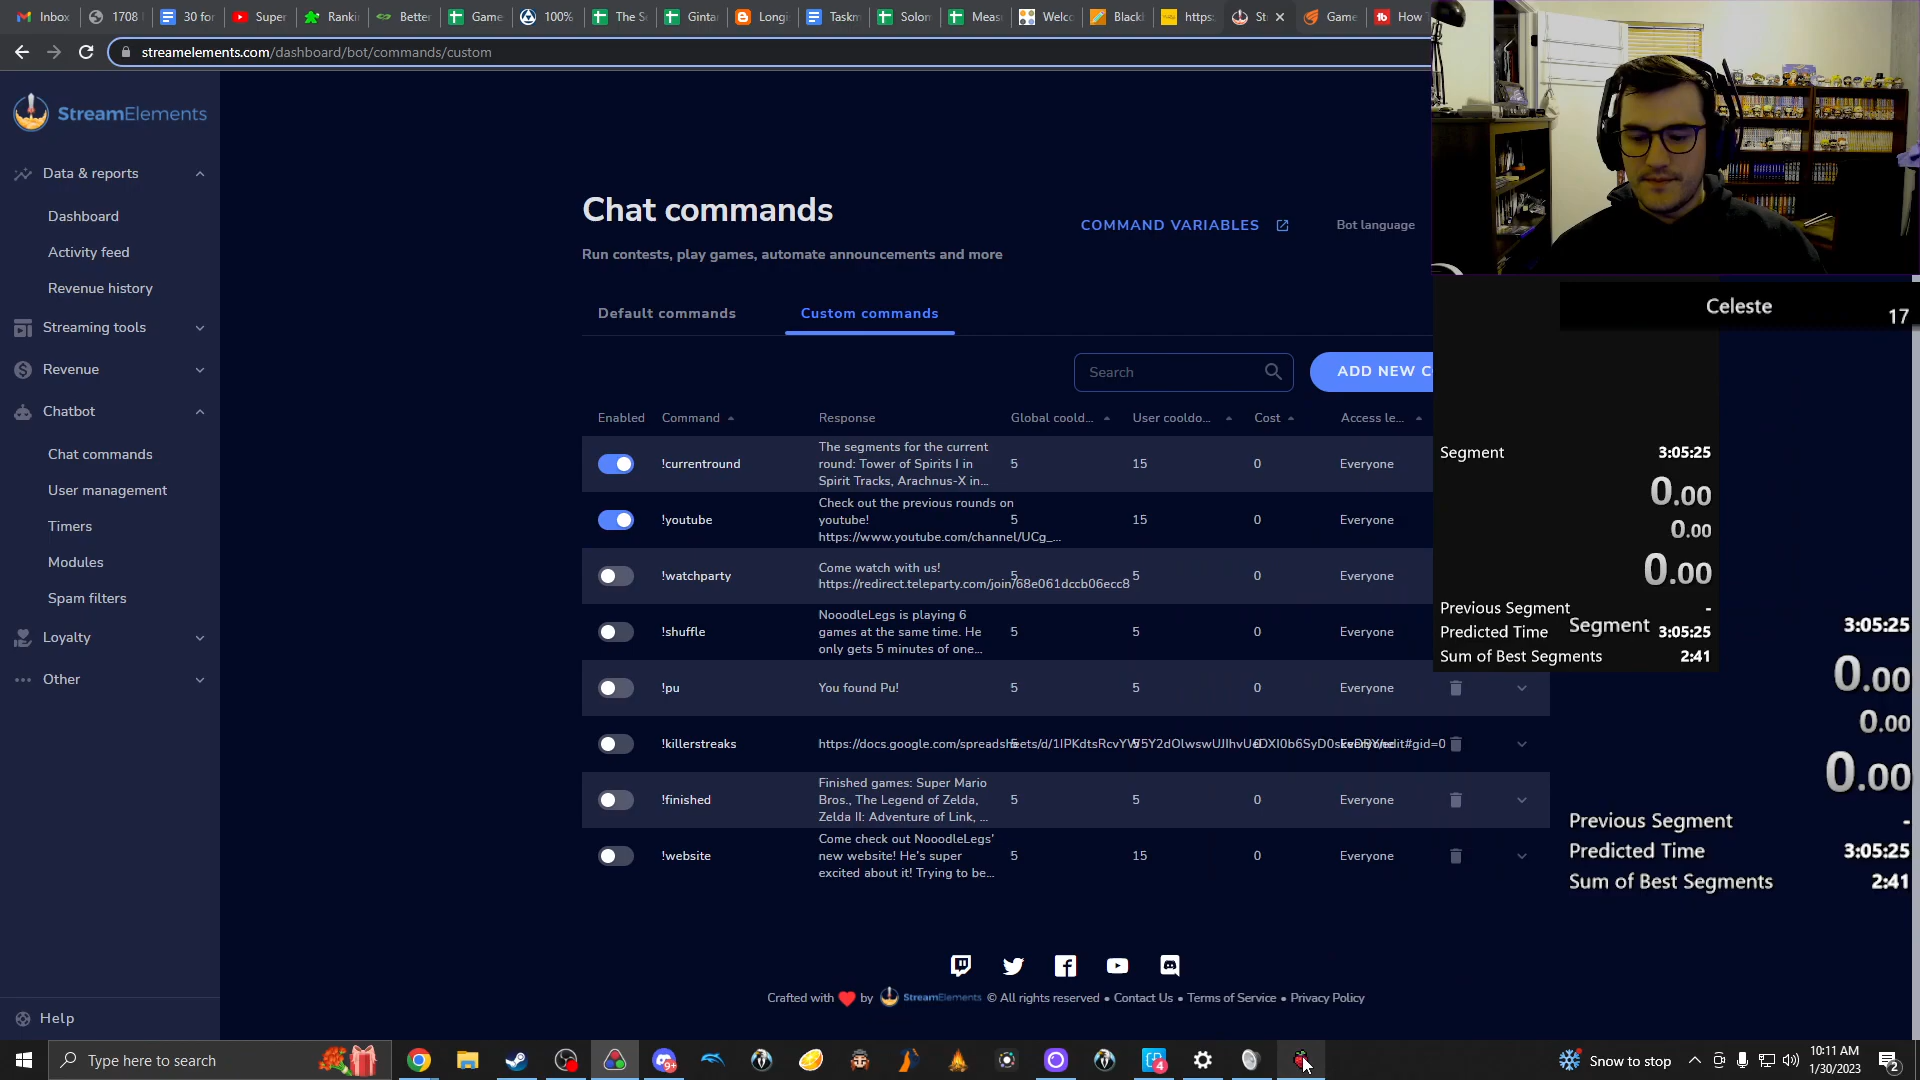 Inbox
1708
30 for
Super
Rankin
Better
Game
100%
The S
Ginta
Longi
Taskm
Solom
Meas
Welco
Black
https:
St
Game
How
streamelements.com/dashboard/bot/commands/custom
StreamElements
Data & reports
Dashboard
Activity feed
Revenue history
Streaming tools
Revenue
Chatbot
Chat commands
User management
Timers
Modules
Spam filters
Loyalty
Other
Help
Chat commands
COMMAND VARIABLES
Bot language
Run contests, play games, automate announcements and more
Default commands
Custom commands
Search
ADD NEW C
Enabled Command Response Global coold... User cooldo... Cost Access le...
!currentround
The segments for the current
round: Tower of Spirits I in
Spirit Tracks, Arachnus-X in...
5 15 0 Everyone
!youtube
Check out the previous rounds on
youtube!
https://www.youtube.com/channel/UCg_...
5 15 0 Everyone
!watchparty
Come watch with us!
https://redirect.teleparty.com/join/68e061dccb06ecc8
5 5 0 Everyone
!shuffle
NooodleLegs is playing 6
games at the same time. He
only gets 5 minutes of one...
5 5 0 Everyone
!pu
You found Pu!
5 5 0 Everyone
!killerstreaks
!finished
Finished games: Super Mario
Bros., The Legend of Zelda,
Zelda II: Adventure of Link, ...
5 5 0 Everyone
!website
Come check out NooodleLegs'
new website! He's super
excited about it! Trying to be...
5 15 0 Everyone
Crafted with by StreamElements © All rights reserved • Contact Us • Terms of Service • Privacy Policy
Celeste
17
Segment 3:05:25
0.00
0.00
0.00
Previous Segment -
Predicted Time 3:05:25
Sum of Best Segments 2:41
Segment 3:05:25
0.00
0.00
0.00
Previous Segment -
Predicted Time 3:05:25
Sum of Best Segments 2:41
Type here to search
9+
4
Snow to stop
10:11 AM
1/30/2023
2